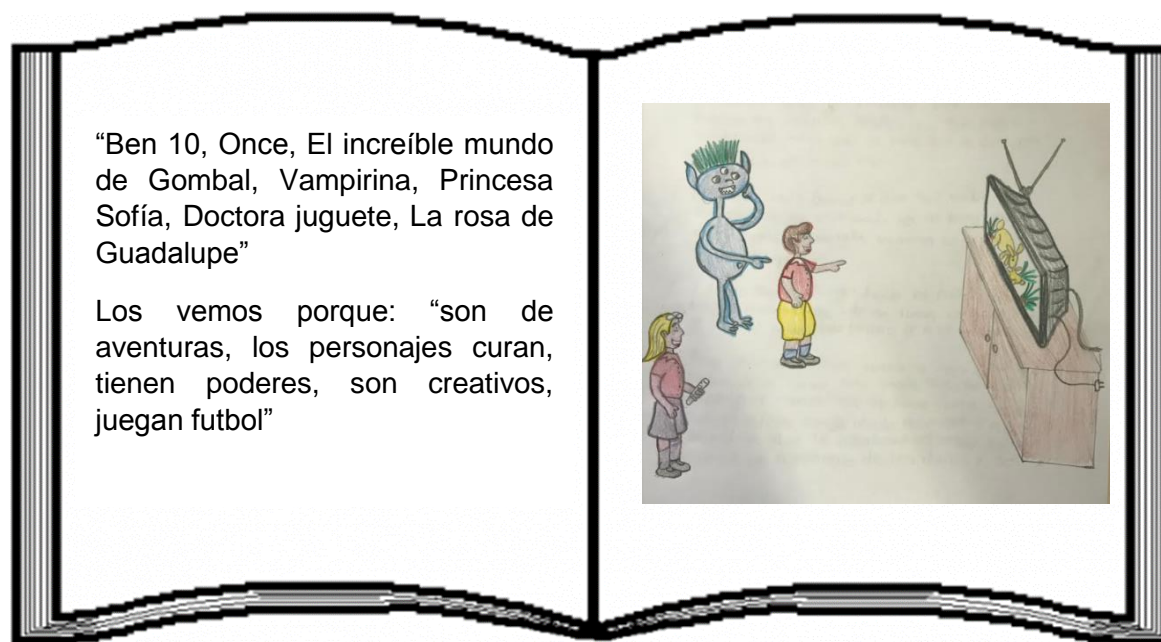 “Ben 10, Once, El increíble mundo
de Gombal, Vampirina, Princesa
Sofía, Doctora juguete, La rosa de
Guadalupe”
Los vemos porque: “son de
aventuras, los personajes curan,
tienen poderes, son creativos,
juegan futbol”